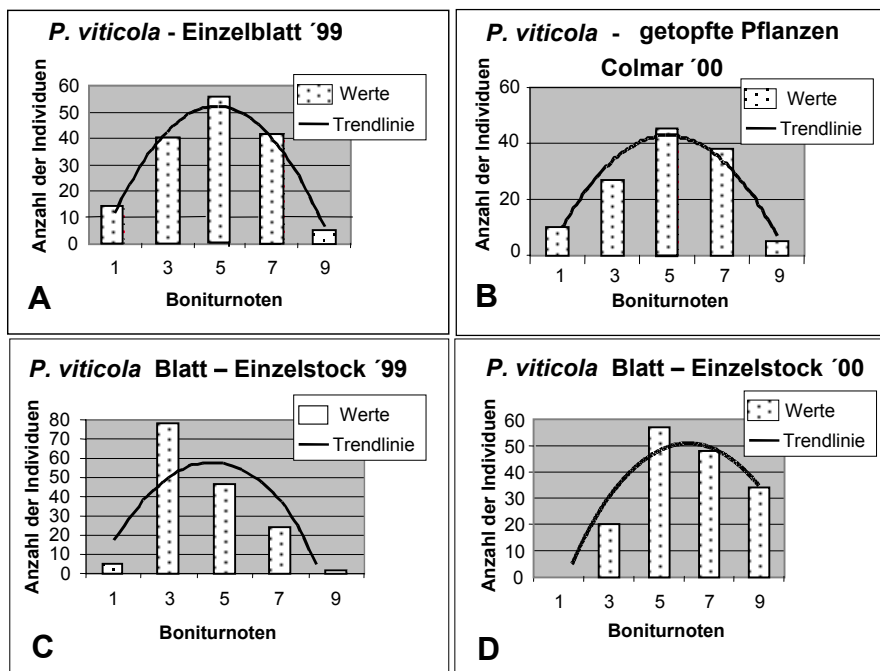 P. viticola - Einzelblatt ´99
Anzahl der Individuen
60
50
40
30
20
10
0
Werte
Trendlinie
1 3 5 7 9
Boniturnoten
A
P. viticola - getopfte Pflanzen
Colmar ´00
Anzahl der Individuen
60
40
20
0
Werte
Trendlinie
1 3 5 7 9
Boniturnoten
B
P. viticola Blatt – Einzelstock ´99
Anzahl der Individuen
80
70
60
50
40
30
20
10
0
Werte
Trendlinie
1 3 5 7 9
Boniturnoten
C
P. viticola Blatt – Einzelstock ´00
Anzahl der Individuen
60
50
40
30
20
10
0
Werte
Trendlinie
1 3 5 7 9
Boniturnoten
D